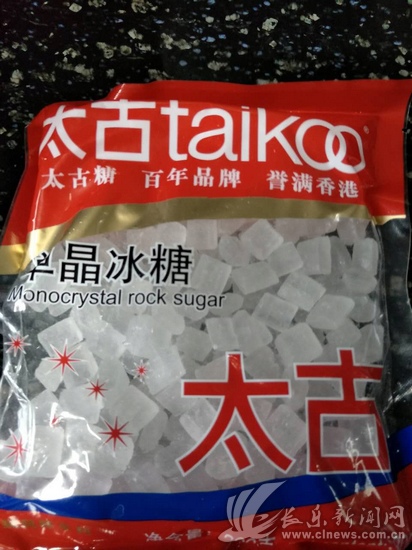 太古taikoo®
太古糖 百年品牌 誉满香港
单晶冰糖
Monocrystal rock sugar
太古
长乐新闻网
www.clnews.com.cn